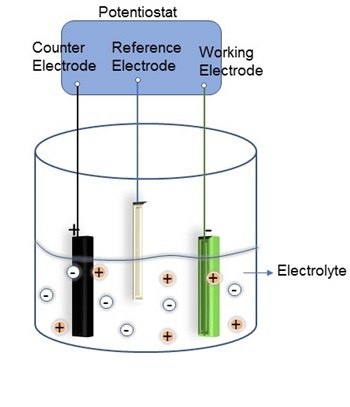 Potentiostat
Counter Electrode
Reference Electrode
Working Electrode
+
-
- +
+
-
+
-
-
+
-
+
Electrolyte